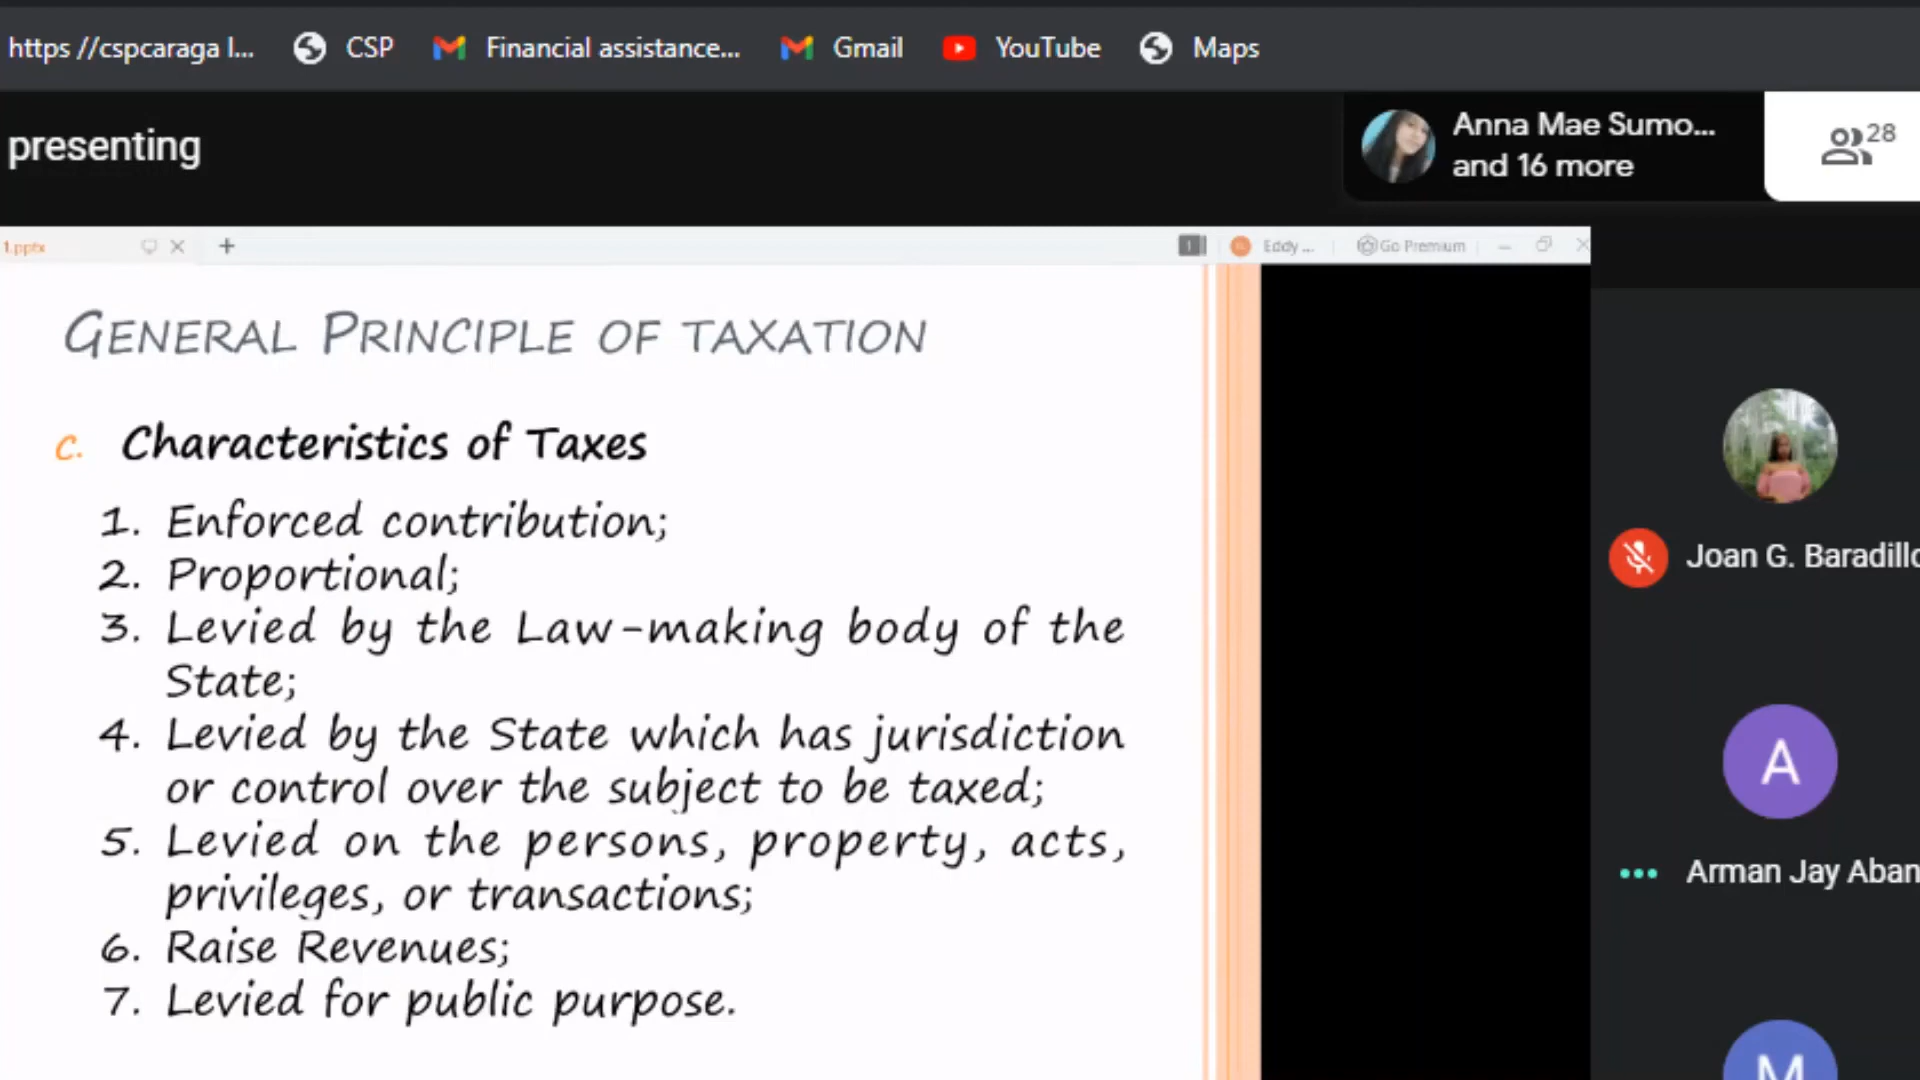 https //cspcaraga l... CSP Financial assistance... Gmail YouTube Maps
presenting
Anna Mae Sumo...
and 16 more
28
1.pptx
1
Eddy ...
Go Premium
GENERAL PRINCIPLE OF TAXATION
c. Characteristics of Taxes
1. Enforced contribution;
2. Proportional;
3. Levied by the Law-making body of the
State;
4. Levied by the State which has jurisdiction
or control over the subject to be taxed;
5. Levied on the persons, property, acts,
privileges, or transactions;
6. Raise Revenues;
7. Levied for public purpose.
Joan G. Baradillo
A
Arman Jay Aban
M